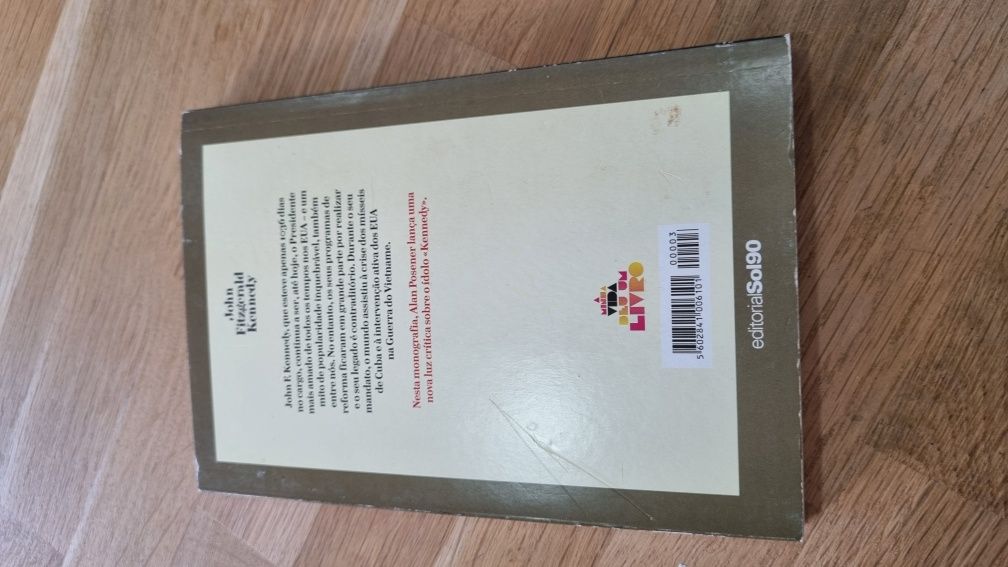 John
Fitzgerald
Kennedy
John F. Kennedy, que esteve apenas 1036 dias
no cargo, continua a ser, até hoje, o Presidente
mais amado de todos os tempos nos EUA – e um
mito de popularidade inquebrável, também
entre nós. No entanto, os seus programas de
reforma ficaram em grande parte por realizar
e o seu legado é contraditório. Durante o seu
mandato, o mundo assistiu à crise dos mísseis
de Cuba e à intervenção ativa dos EUA
na Guerra do Vietname.
Nesta monografia, Alan Posener lança uma
nova luz crítica sobre o ídolo «Kennedy».
A
MINHA
VIDA
DEU UM
LIVRO
00003
5 602841 006101
editorialSol90